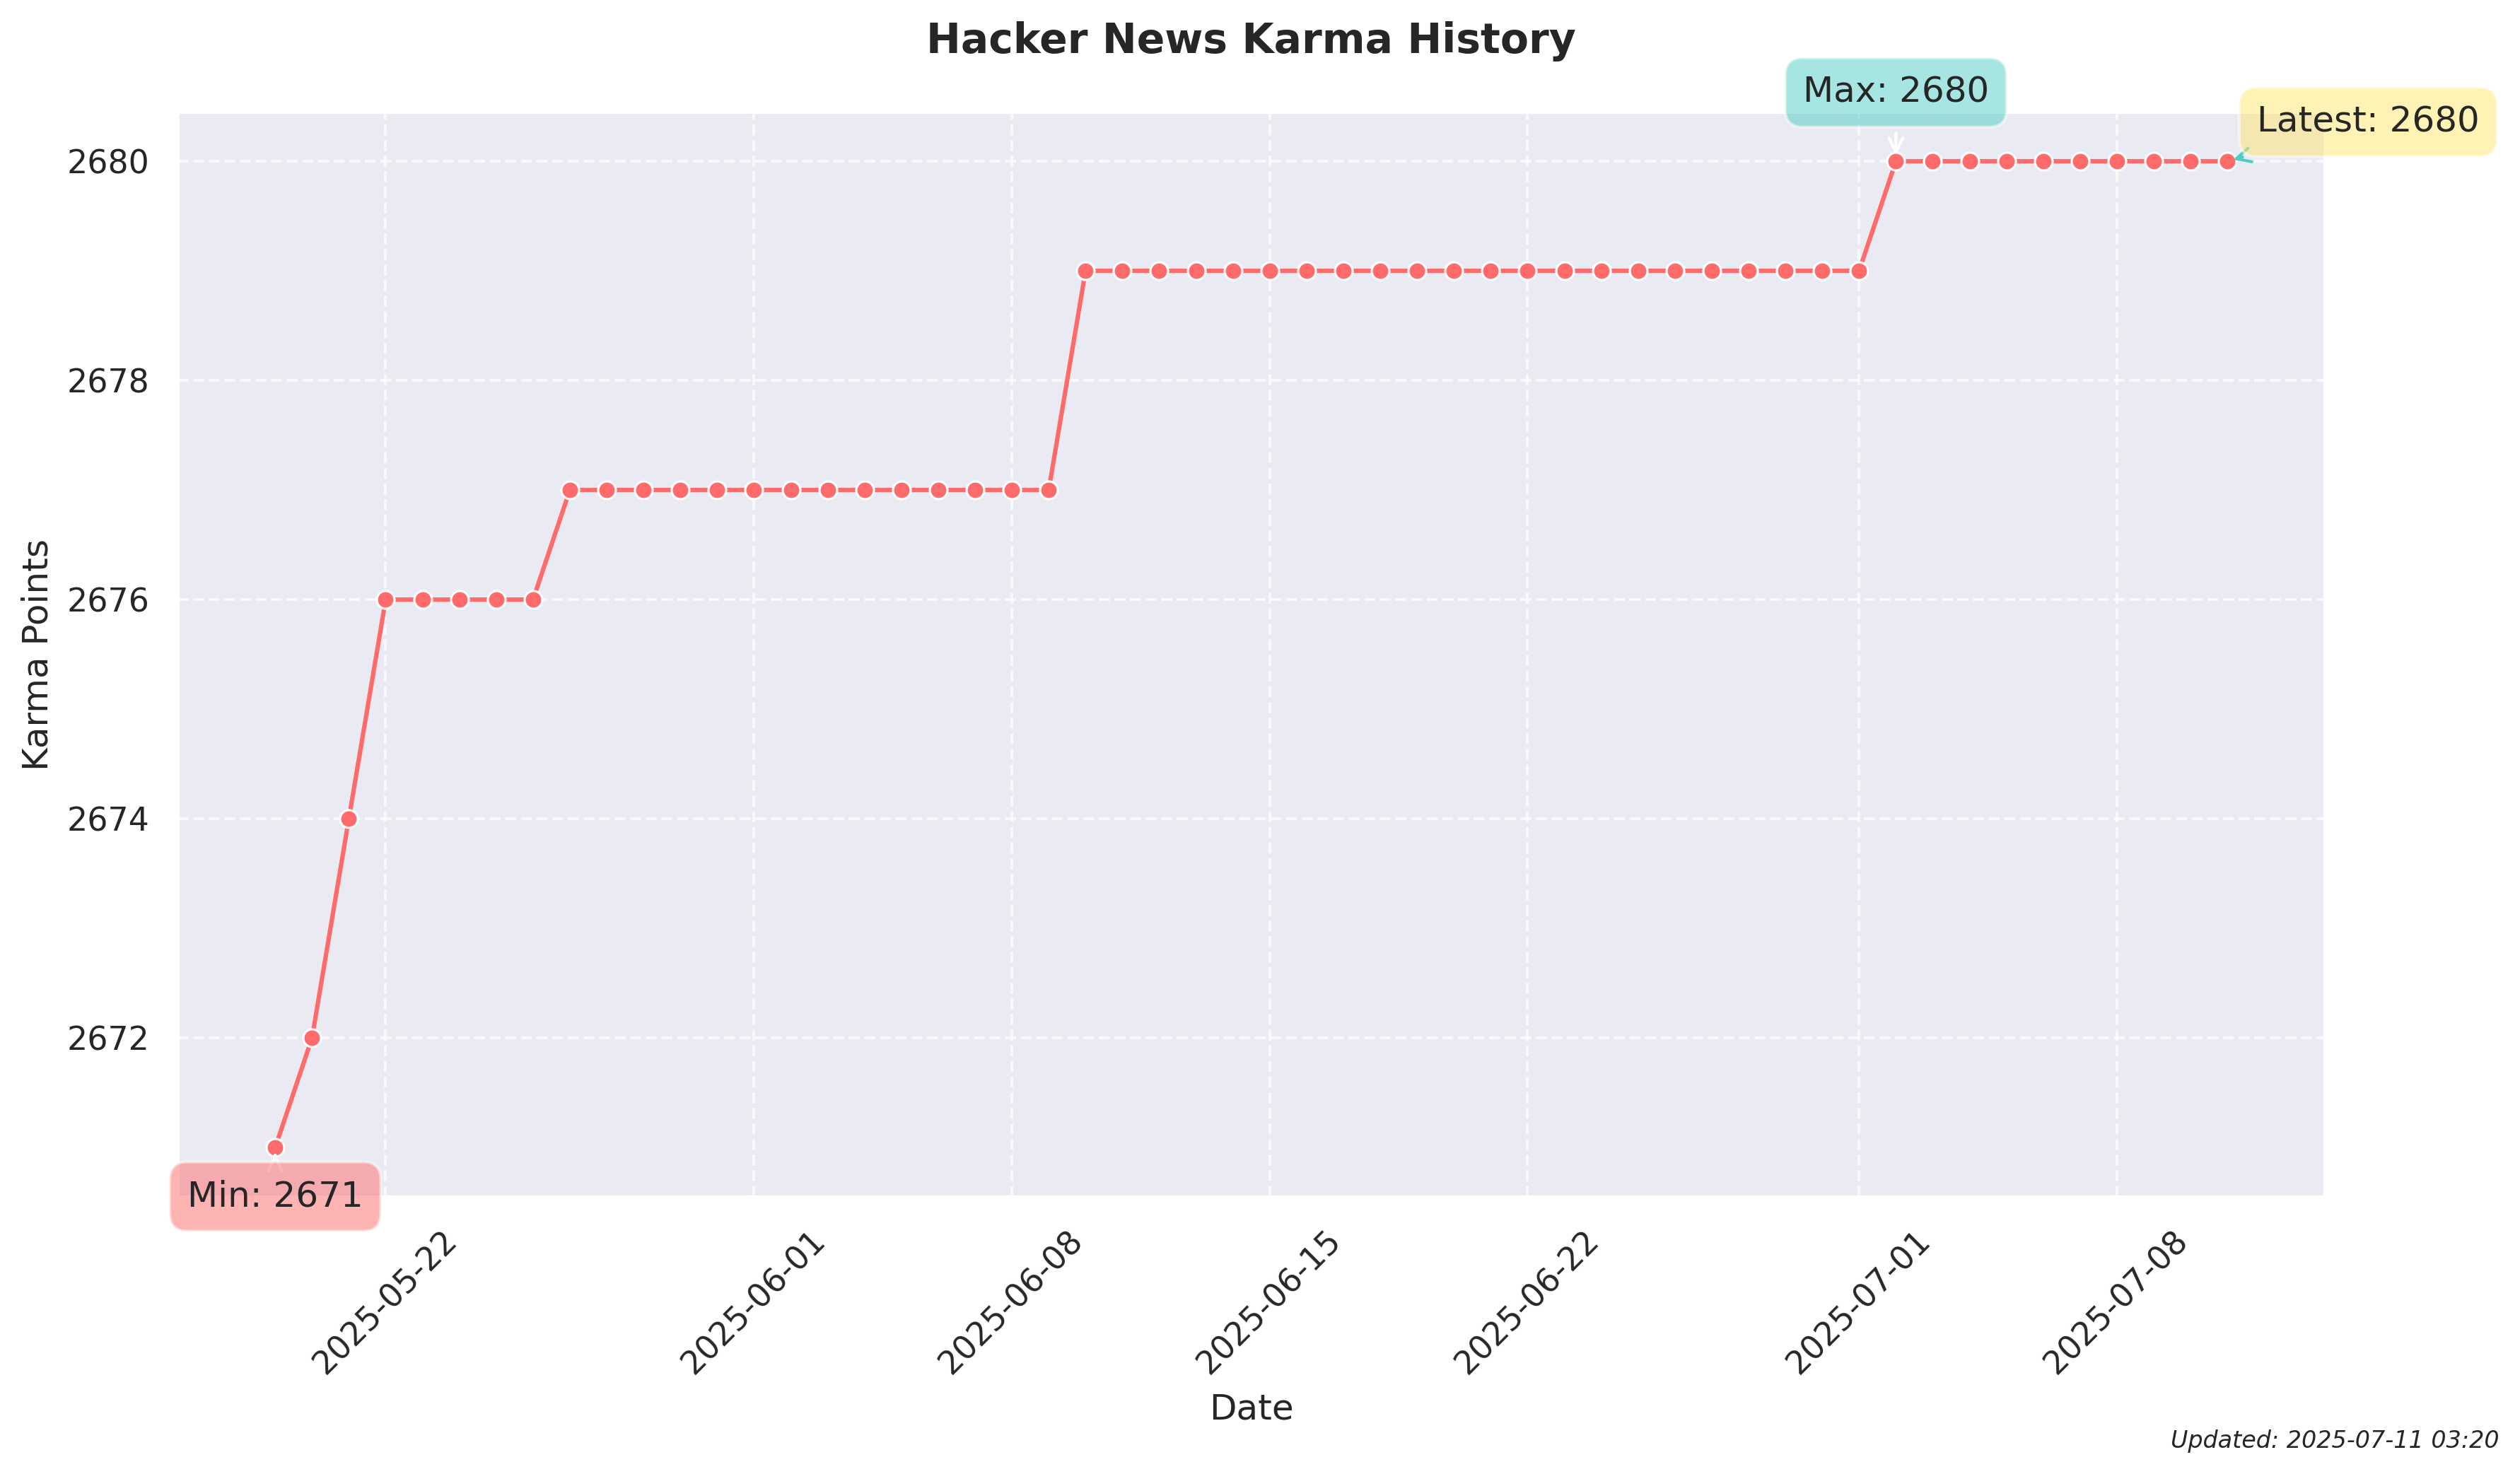 Hacker News Karma History
Max: 2680
Latest: 2680
2680
2678
2676
2674
2672
Karma Points
Min: 2671
2025-05-22
2025-06-01
2025-06-08
2025-06-15
2025-06-22
2025-07-01
2025-07-08
Date
Updated: 2025-07-11 03:20